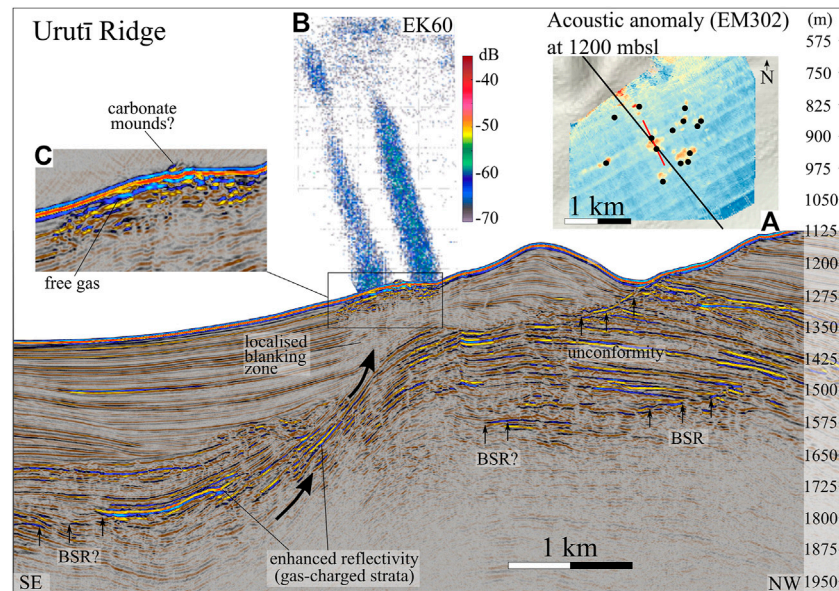 Urutī Ridge
B
EK60
dB
-40
-50
-60
-70
Acoustic anomaly (EM302)
at 1200 mbsl
N
1 km
A
(m)
575
750
825
900
975
1050
1125
1200
1275
1350
1425
1500
1575
1650
1725
1800
1875
1950
carbonate
mounds?
C
free gas
localised
blanking
zone
unconformity
BSR?
BSR
BSR?
enhanced reflectivity
(gas-charged strata)
1 km
SE
NW